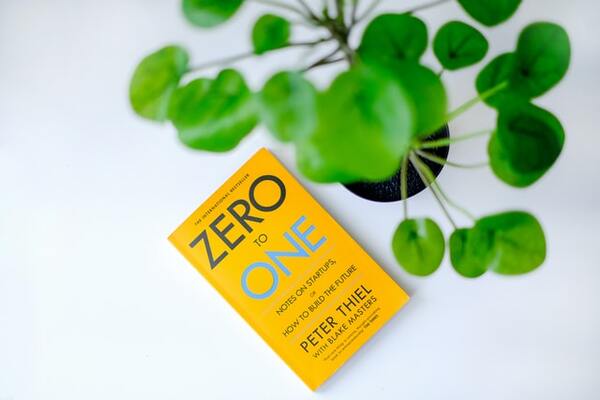 THE INTERNATIONAL BESTSELLER
ZERO
TO
ONE
NOTES ON STARTUPS,
OR
HOW TO BUILD THE FUTURE
PETER THIEL
WITH BLAKE MASTERS